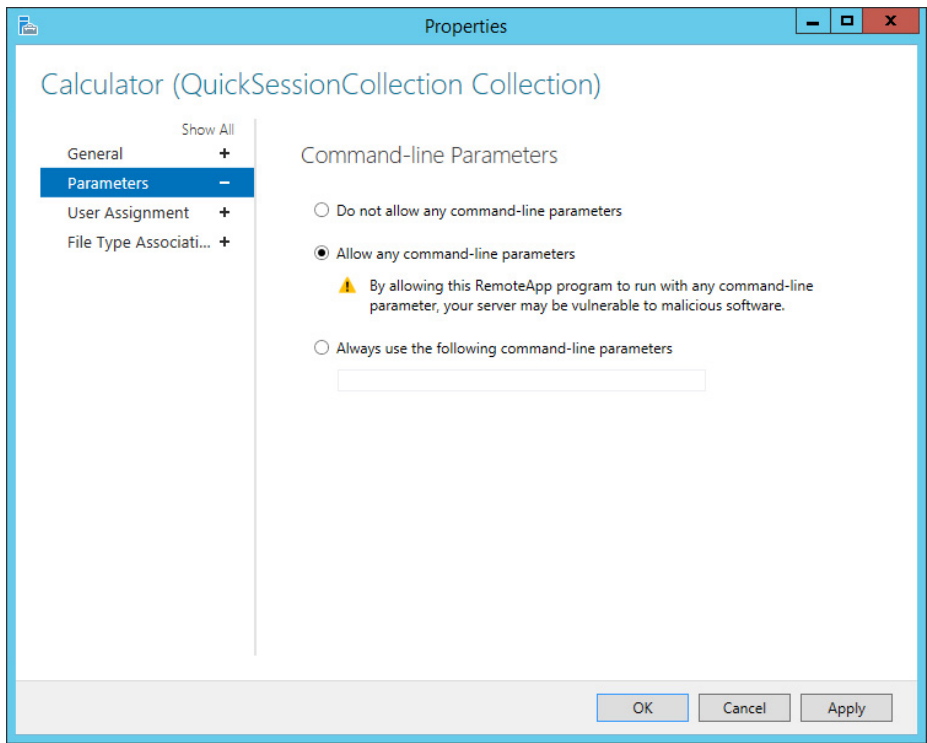 Properties
Calculator (QuickSessionCollection Collection)
Show All
General +
Parameters −
User Assignment +
File Type Associati... +
Command-line Parameters
Do not allow any command-line parameters
Allow any command-line parameters
By allowing this RemoteApp program to run with any command-line
parameter, your server may be vulnerable to malicious software.
Always use the following command-line parameters
OK Cancel Apply